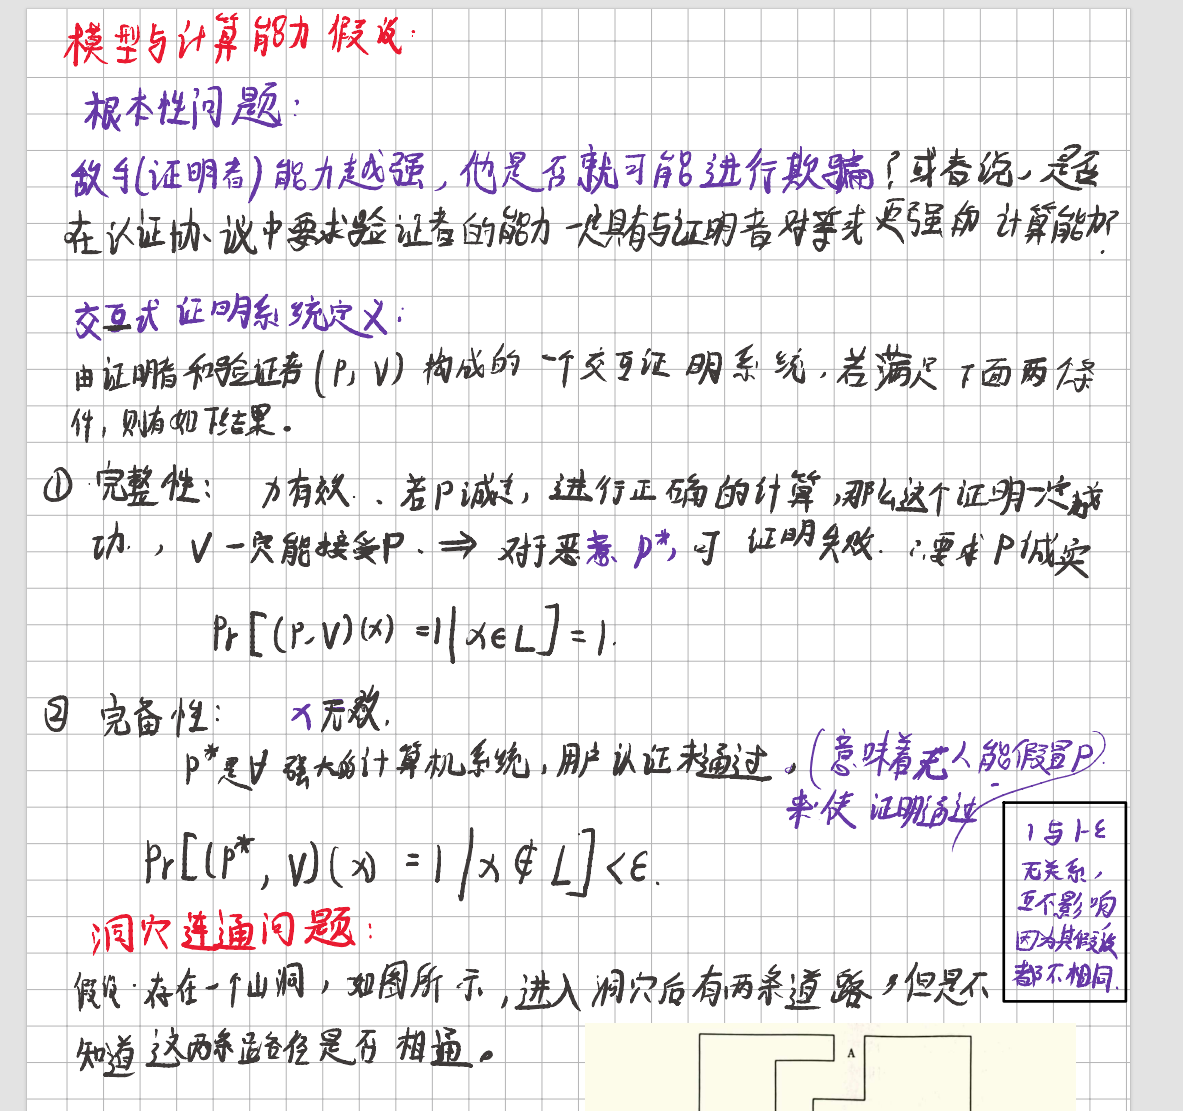 模型与计算能力假设:
根本性问题:
敌手(证明者)能力越强,他是否就可能进行欺骗?或者说,是否
在认证协议中要求验证者的能力一定具有与证明者对等或更强的计算能力?
交互式证明系统定义:
由证明者和验证者(P, V)构成的一个交互证明系统,若满足下面两条
件,则有如下结果。
① 完整性: 有效、若P诚实,进行正确的计算,那么这个证明一定成
功,V一定能接受P. ⇒ 对于恶意P*,可证明失败. ∴要求P诚实
Pr[(P,V)(x) = 1 | x∈L] = 1.
② 完备性: x无效.
P*是∀强大的计算机系统,用户认证未通过。(意味着无人能假冒P)
来使证明通过
Pr[(P*, V)(x) = 1 | x∉L] < ε.
1与1-ε
无关系,
互不影响
因为其假设
都不相同.
洞穴连通问题:
假设存在一个山洞,如图所示,进入洞穴后有两条道路,但是不
知道这两条路径是否相通。
A